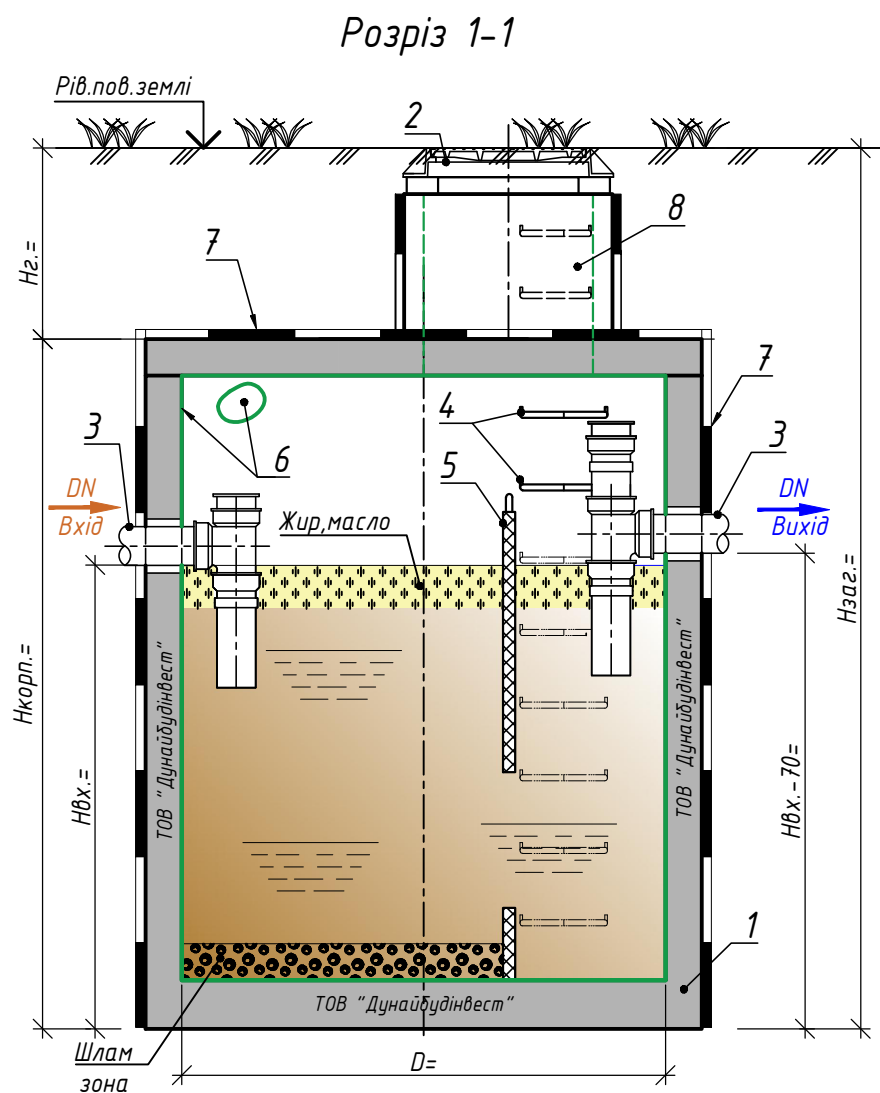 Розріз 1-1
Рів.пов.землі
2
8
Нг.=
7
7
3
4
3
6
5
DN
Вхід
DN
Вихід
Жир,масло
Нзаг.=
Нкорп.=
ТОВ "Дунайбудінвест"
ТОВ "Дунайбудінвест"
Нвх.=
Нвх.-70=
1
ТОВ "Дунайбудінвест"
Шлам
зона
D=